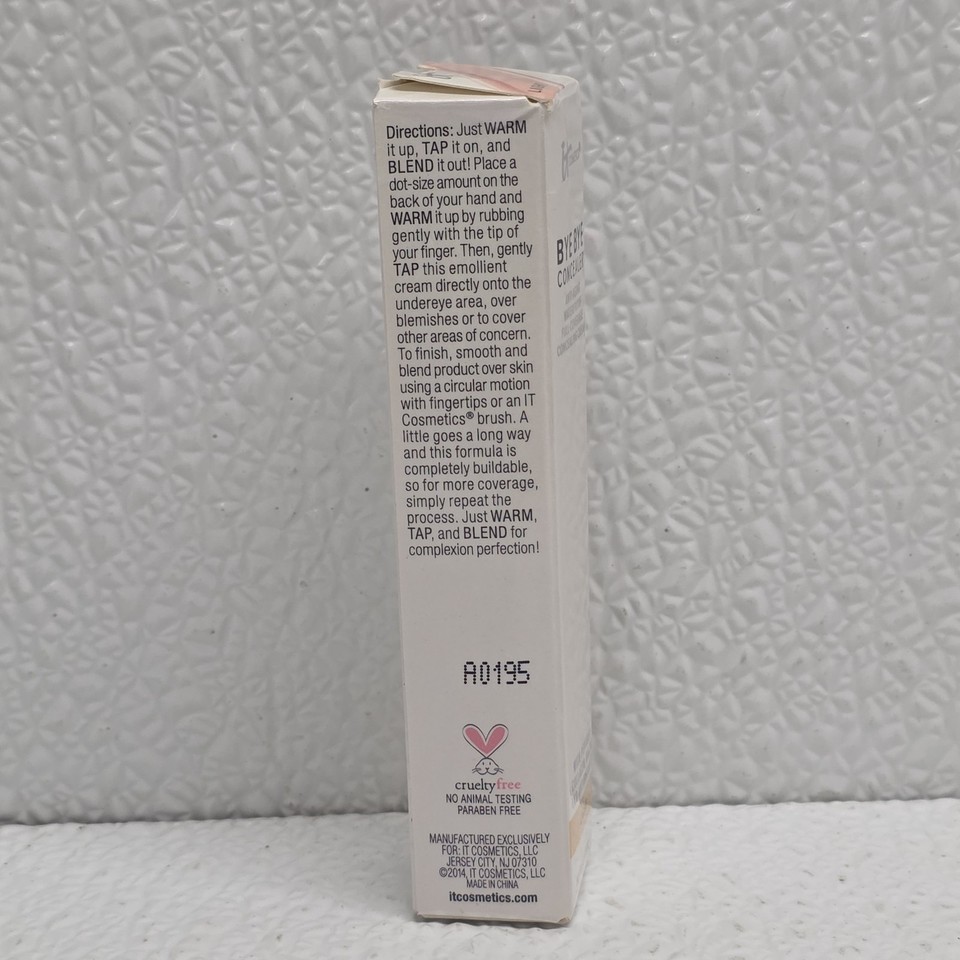 Directions: Just WARM
it up, TAP it on, and
BLEND it out! Place a
dot-size amount on the
back of your hand and
WARM it up by rubbing
gently with the tip of
your finger. Then, gently
TAP this emollient
cream directly onto the
undereye area, over
blemishes or to cover
other areas of concern.
To finish, smooth and
blend product over skin
using a circular motion
with fingertips or an IT
Cosmetics® brush. A
little goes a long way
and this formula is
completely buildable,
so for more coverage,
simply repeat the
process. Just WARM,
TAP, and BLEND for
complexion perfection!
A0195
crueltyfree
NO ANIMAL TESTING
PARABEN FREE
MANUFACTURED EXCLUSIVELY
FOR: IT COSMETICS, LLC
JERSEY CITY, NJ 07310
©2014, IT COSMETICS, LLC
MADE IN CHINA
itcosmetics.com
BYE BYE
CONCEALER